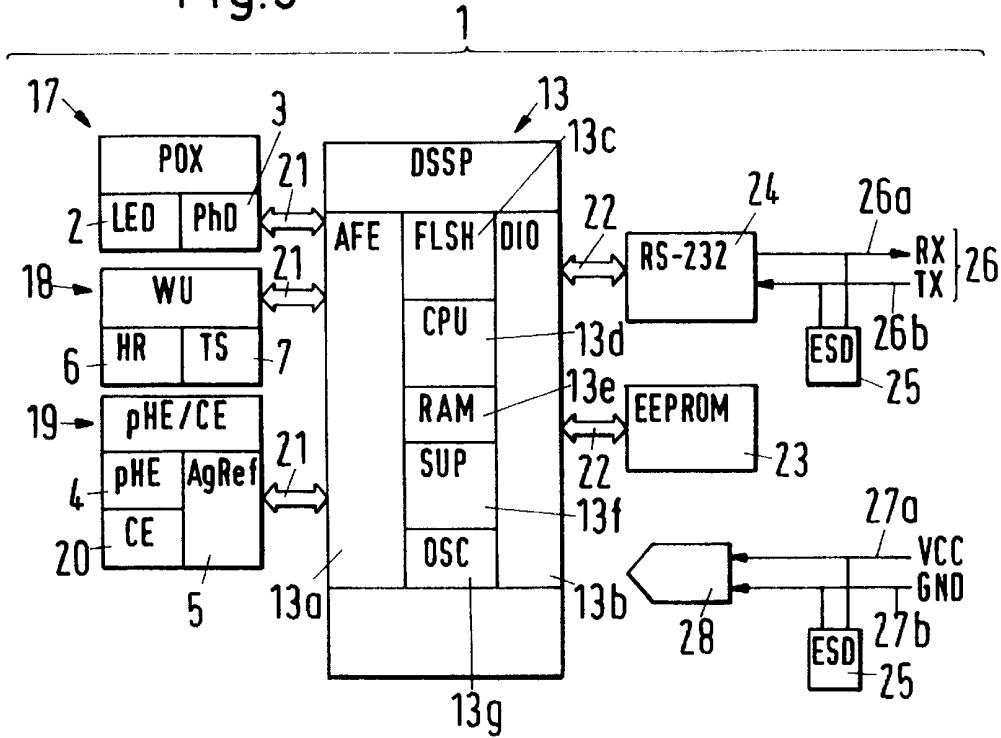 Fig.5
1
17
3
13
13c
POX
21
DSSP
24
26a
2
LED
PhD
AFE
FLSH
DIO
22
RS-232
RX
TX
26
18
WU
21
CPU
13d
26b
6
HR
TS
7
ESD
25
19
pHE/CE
RAM
13e
EEPROM
21
4
pHE
AgRef
SUP
22
23
20
CE
13f
27a
OSC
VCC
GND
5
13a
13b
28
27b
ESD
25
13g